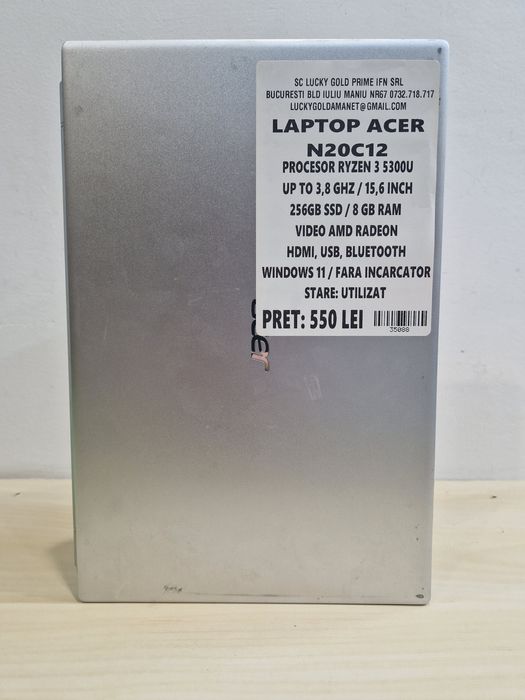 SC LUCKY GOLD PRIME IFN SRL
BUCURESTI BLD IULIU MANIU NR67 0732.718.717
LUCKYGOLDAMANET@GMAIL.COM
LAPTOP ACER
N20C12
PROCESOR RYZEN 3 5300U
UP TO 3,8 GHZ / 15,6 INCH
256GB SSD / 8 GB RAM
VIDEO AMD RADEON
HDMI, USB, BLUETOOTH
WINDOWS 11 / FARA INCARCATOR
STARE: UTILIZAT
PRET: 550 LEI
35088
acer